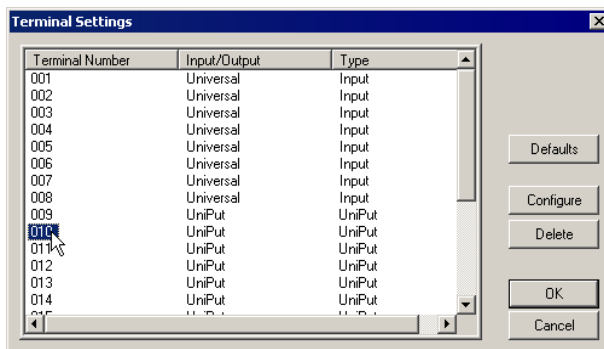 Terminal Settings
Terminal Number Input/Output Type
001 Universal Input
002 Universal Input
003 Universal Input
004 Universal Input
005 Universal Input
006 Universal Input
007 Universal Input
008 Universal Input
009 UniPut UniPut
010 UniPut UniPut
011 UniPut UniPut
012 UniPut UniPut
013 UniPut UniPut
014 UniPut UniPut
Defaults
Configure
Delete
OK
Cancel